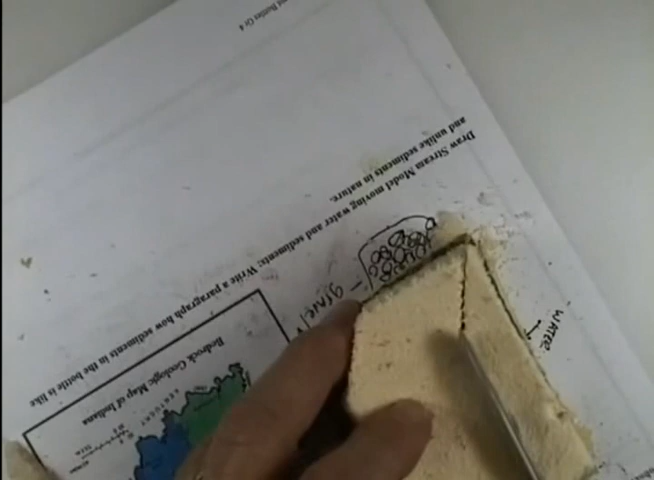 Draw Stream Model moving water and sediments: Write a paragraph how sediments in the bottle is like
and unlike sediments in nature.
Bedrock Geologic Map of Indiana
gravel
WATER